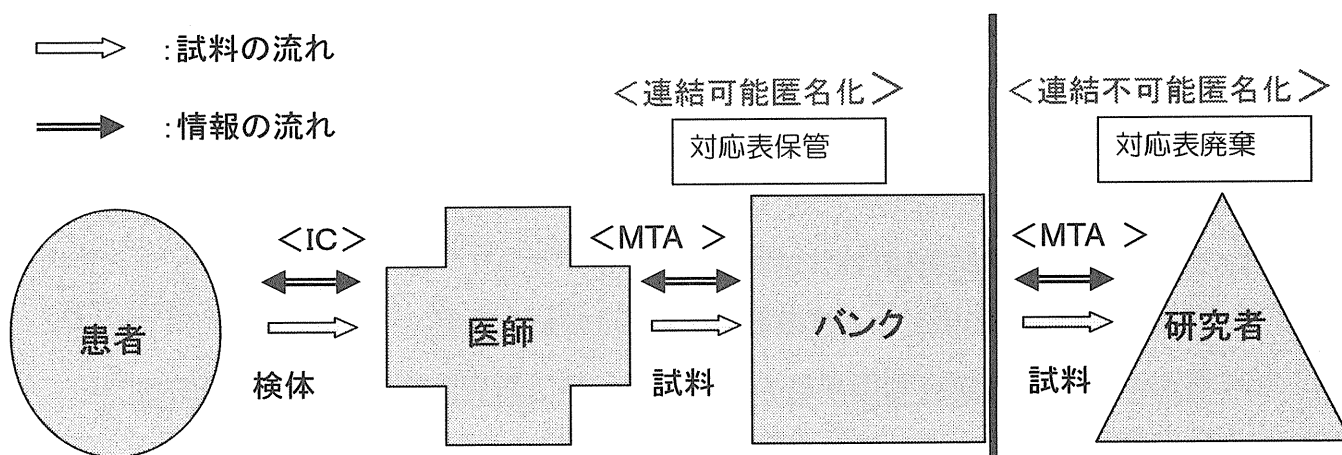 :試料の流れ
:情報の流れ
＜連結可能匿名化＞
対応表保管
＜連結不可能匿名化＞
対応表廃棄
＜IC＞
＜MTA ＞
＜MTA ＞
患者
医師
バンク
研究者
検体
試料
試料